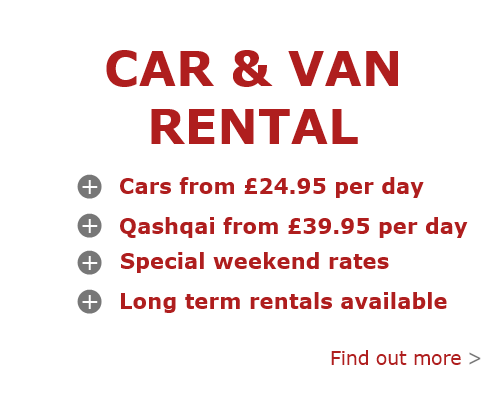 CAR & VAN
RENTAL
Cars from £24.95 per day
Qashqai from £39.95 per day
Special weekend rates
Long term rentals available
Find out more >